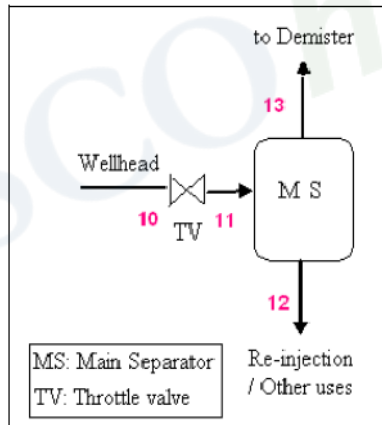 to Demister
13
Wellhead
M S
10
11
TV
12
MS: Main Separator
TV: Throttle valve
Re-injection
/ Other uses